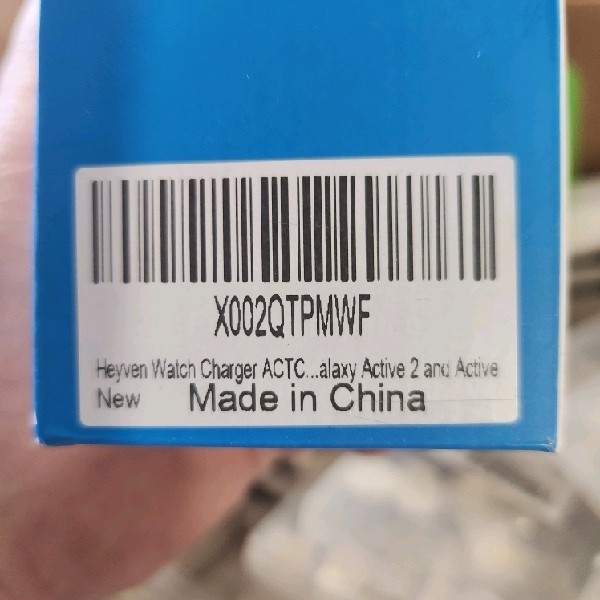 X002QTPMWF
Heyven Watch Charger ACTC...alaxy Active 2 and Active
New Made in China